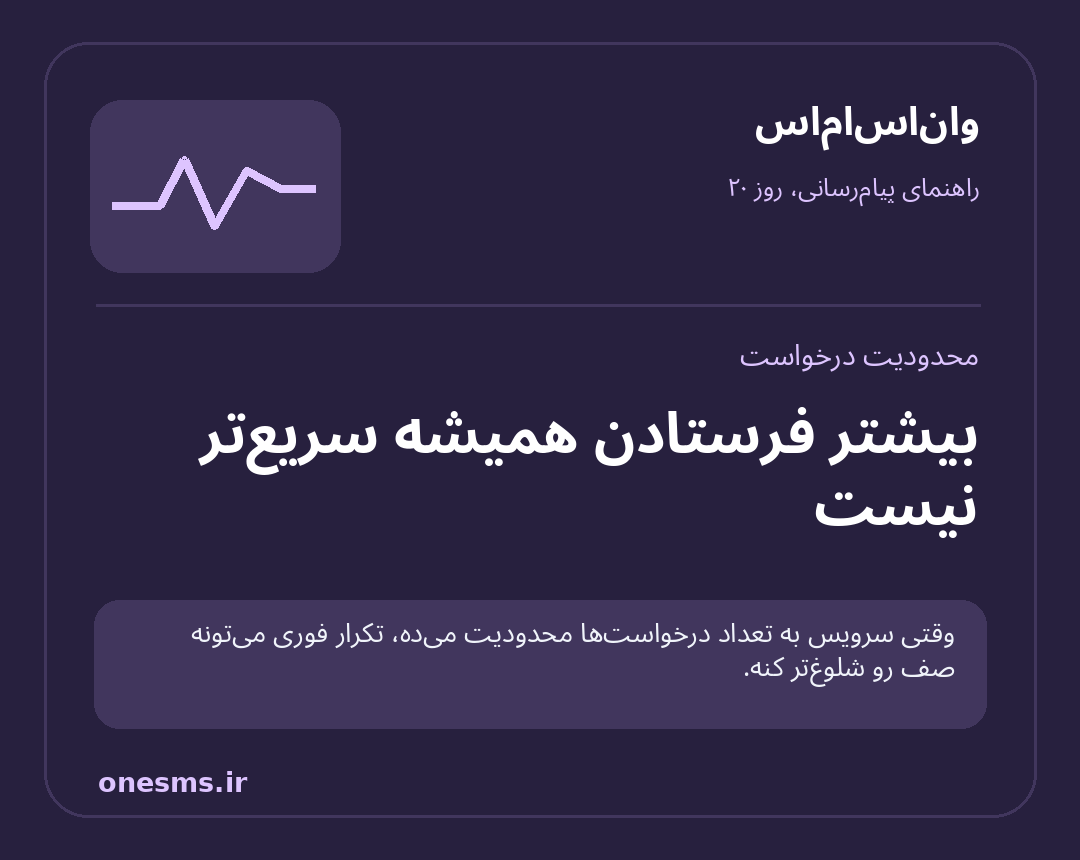 وان‌اس‌ام‌اس
راهنمای پیام‌رسانی، روز ۲۰
محدودیت درخواست
بیشتر فرستادن همیشه سریع‌تر
نیست
وقتی سرویس به تعداد درخواست‌ها محدودیت می‌ده، تکرار فوری می‌تونه
صف رو شلوغ‌تر کنه.
onesms.ir